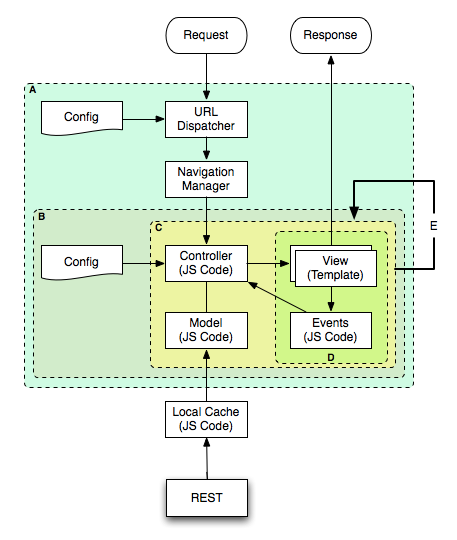 Request
Response
A
Config
URL
Dispatcher
Navigation
Manager
B
C
E
Config
Controller
(JS Code)
View
(Template)
Model
(JS Code)
Events
(JS Code)
D
Local Cache
(JS Code)
REST